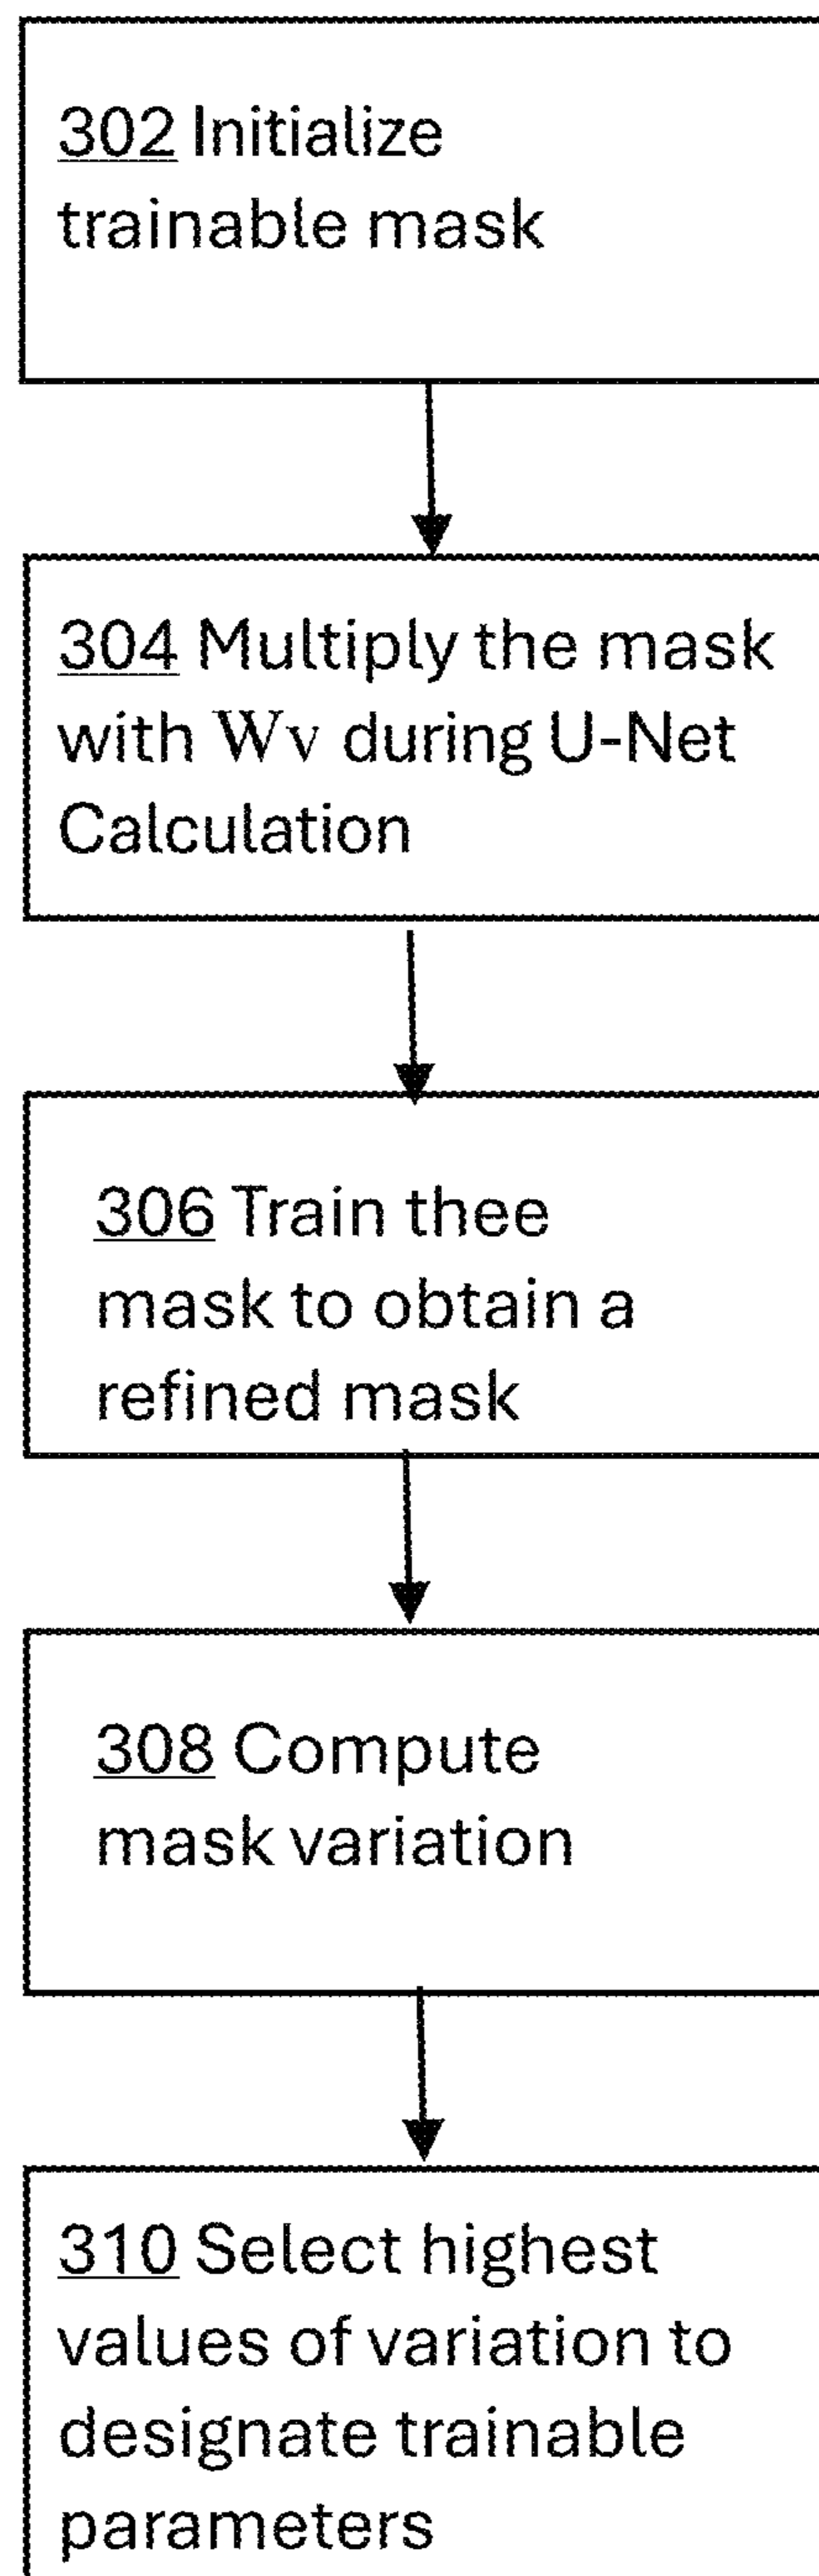 302 Initialize
trainable mask
304 Multiply the mask
with Wv during U-Net
Calculation
306 Train thee
mask to obtain a
refined mask
308 Compute
mask variation
310 Select highest
values of variation to
designate trainable
parameters